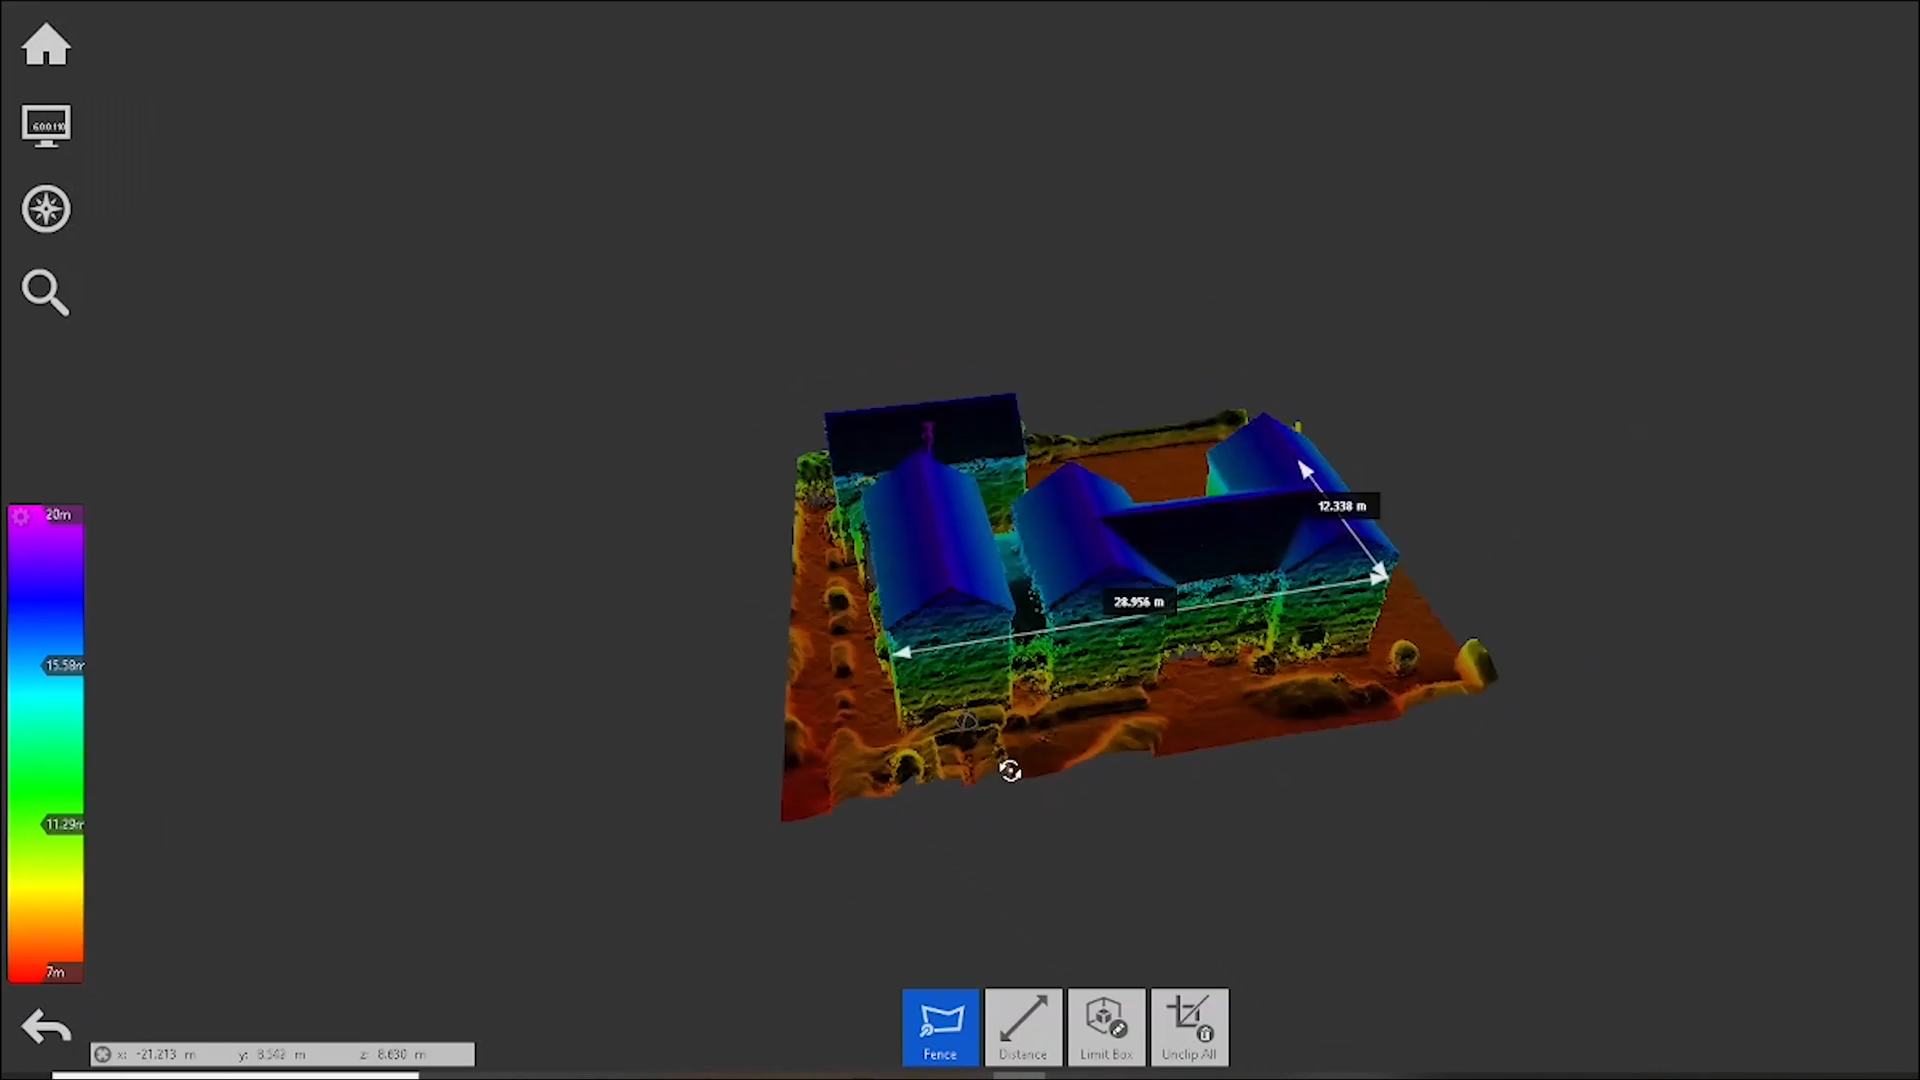 20m
15.58m
11.29m
7m
12.338 m
28.956 m
x: -21.213 m y: 8.542 m z: 8.630 m
Fence
Distance
Limit Box
Unclip All